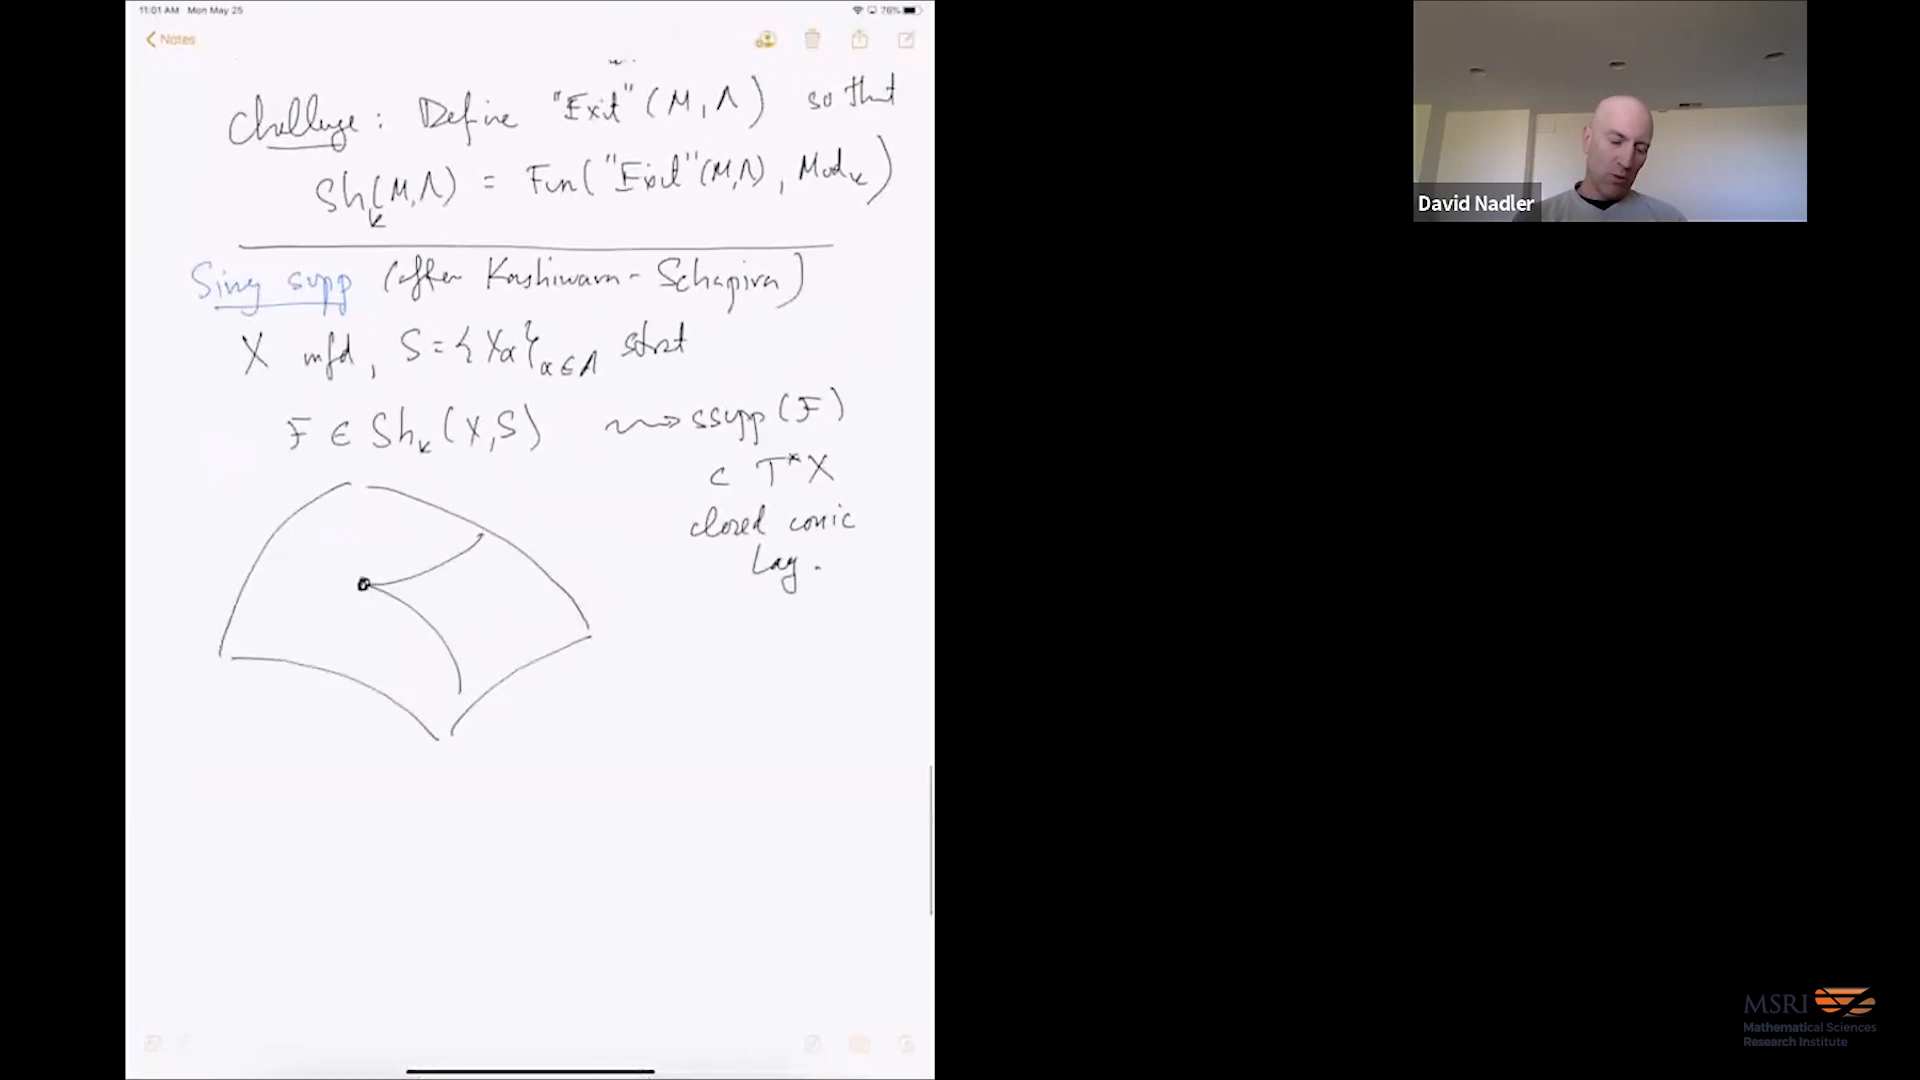 11:01 AM Mon May 25
76%
Notes
Challenge: Define "Exit" (M, Λ) so that
Sh_k(M,Λ) = Fun("Exit"(M,Λ), Mod_k)
Sing supp (after Kashiwara-Schapira)
X mfd, S = {X_α}_{α∈A} strat
F ∈ Sh_k(X,S) ⇝ ssupp(F)
⊂ T*X
closed conic
Lag.
David Nadler
MSRI
Mathematical Sciences
Research Institute